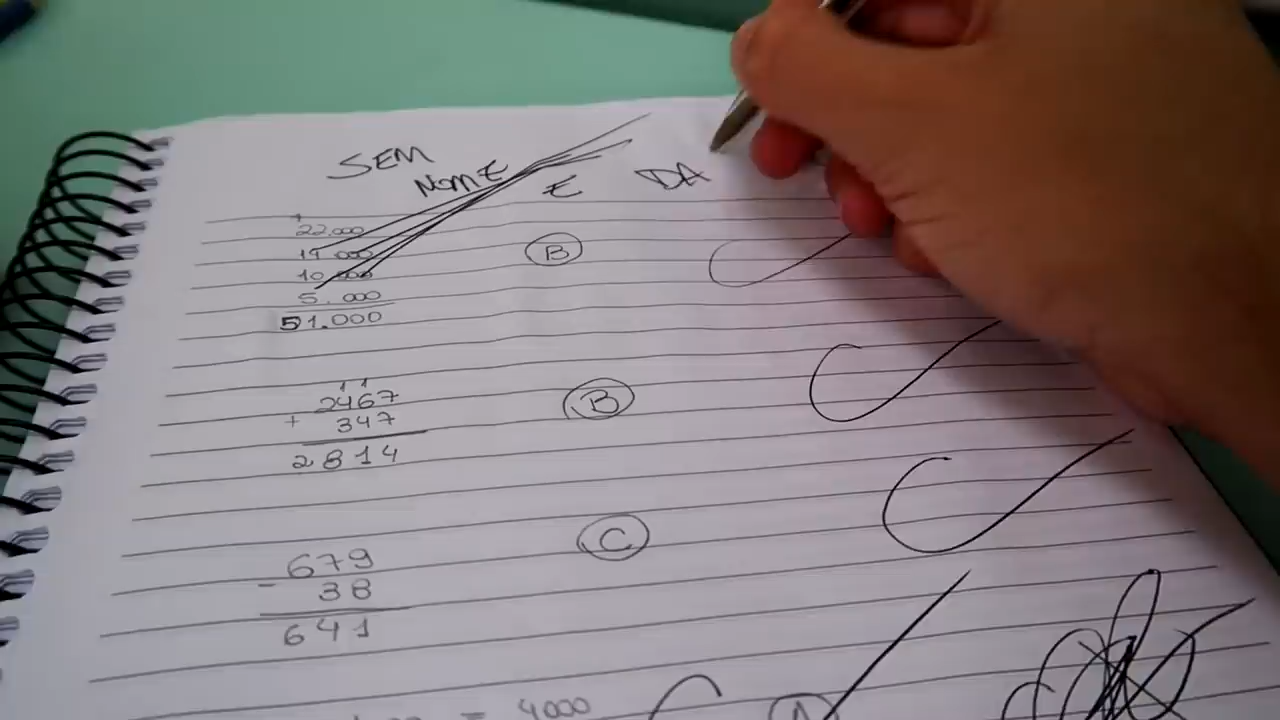 SEM
NOME E DA
22.000
14.000
10.000
5.000
51.000
B
11
2467
+ 347
2814
B
679
- 38
641
C
= 4000
A